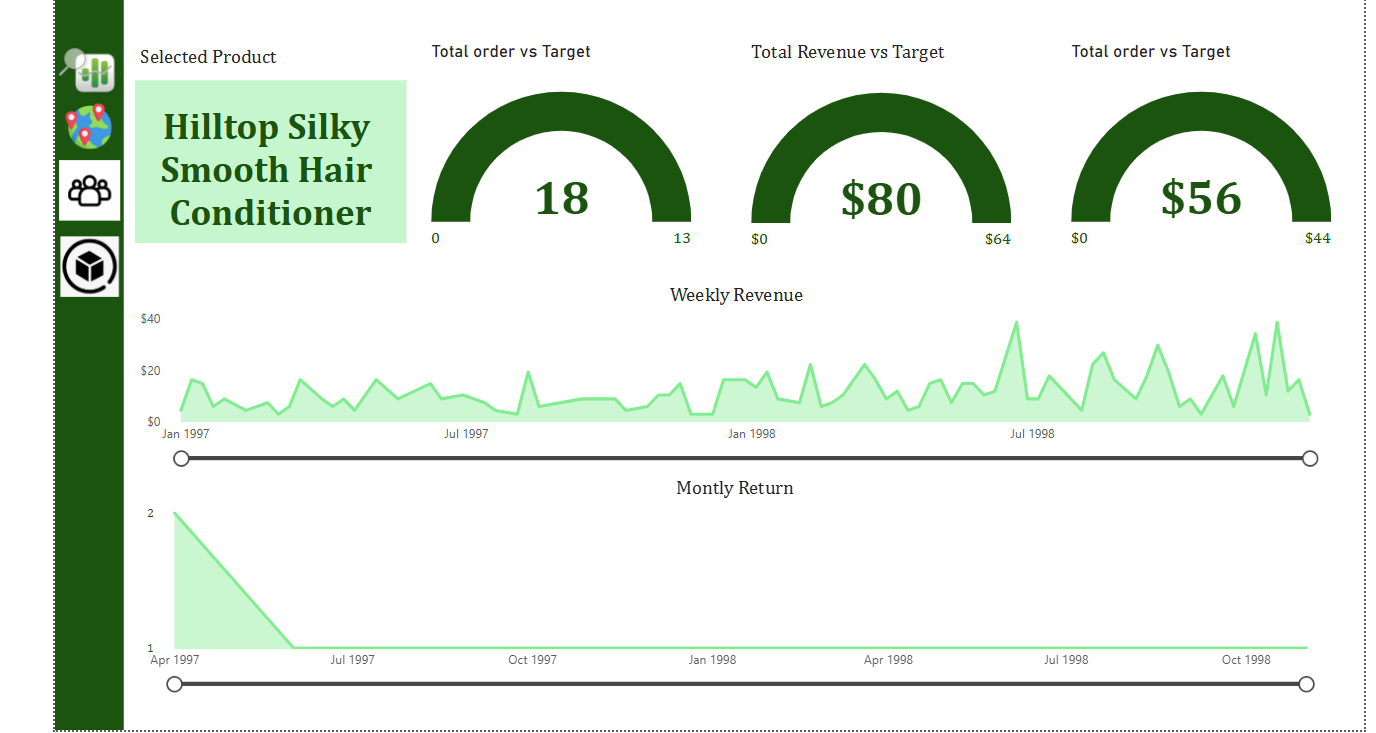 Selected Product
Hilltop Silky
Smooth Hair
Conditioner
Total order vs Target
18
0
13
Total Revenue vs Target
$80
$0
$64
Total order vs Target
$56
$0
$44
Weekly Revenue
$40
$20
$0
Jan 1997
Jul 1997
Jan 1998
Jul 1998
Montly Return
2
1
Apr 1997
Jul 1997
Oct 1997
Jan 1998
Apr 1998
Jul 1998
Oct 1998